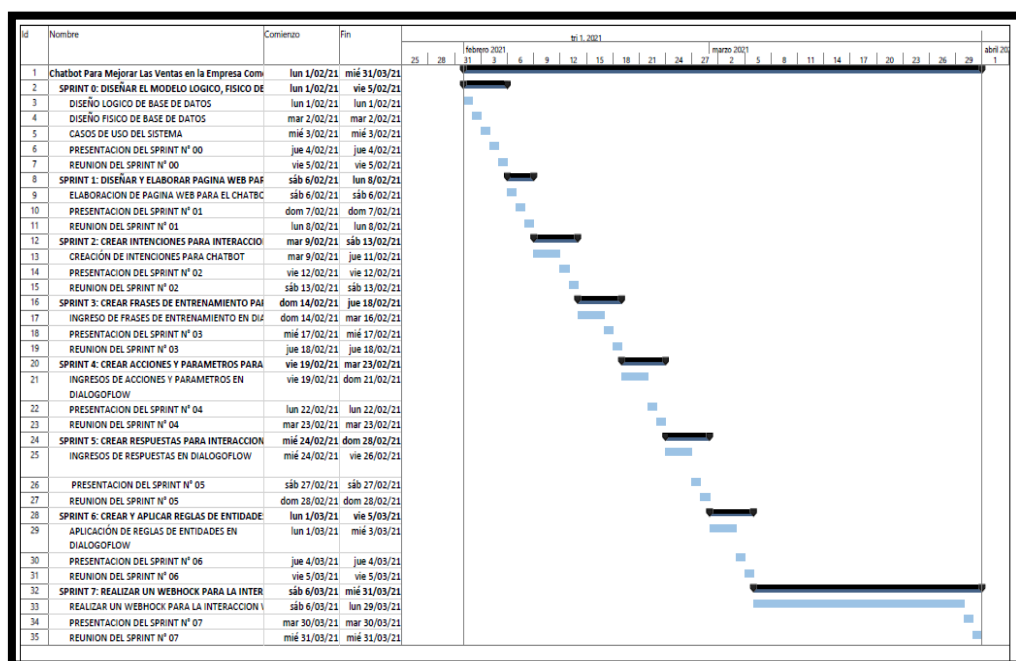 Id Nombre Comienzo Fin
tri 1, 2021
febrero 2021 marzo 2021 abril 202
25 28 31 3 6 9 12 15 18 21 24 27 2 5 8 11 14 17 20 23 26 29 1
1 Chatbot Para Mejorar Las Ventas en la Empresa Com lun 1/02/21 mié 31/03/21
2 SPRINT 0: DISEÑAR EL MODELO LOGICO, FISICO DE lun 1/02/21 vie 5/02/21
3 DISEÑO LOGICO DE BASE DE DATOS lun 1/02/21 lun 1/02/21
4 DISEÑO FISICO DE BASE DE DATOS mar 2/02/21 mar 2/02/21
5 CASOS DE USO DEL SISTEMA mié 3/02/21 mié 3/02/21
6 PRESENTACION DEL SPRINT N° 00 jue 4/02/21 jue 4/02/21
7 REUNION DEL SPRINT N° 00 vie 5/02/21 vie 5/02/21
8 SPRINT 1: DISEÑAR Y ELABORAR PAGINA WEB PAR sáb 6/02/21 lun 8/02/21
9 ELABORACION DE PAGINA WEB PARA EL CHATBO sáb 6/02/21 sáb 6/02/21
10 PRESENTACION DEL SPRINT N° 01 dom 7/02/21 dom 7/02/21
11 REUNION DEL SPRINT N° 01 lun 8/02/21 lun 8/02/21
12 SPRINT 2: CREAR INTENCIONES PARA INTERACCIO mar 9/02/21 sáb 13/02/21
13 CREACIÓN DE INTENCIONES PARA CHATBOT mar 9/02/21 jue 11/02/21
14 PRESENTACION DEL SPRINT N° 02 vie 12/02/21 vie 12/02/21
15 REUNION DEL SPRINT N° 02 sáb 13/02/21 sáb 13/02/21
16 SPRINT 3: CREAR FRASES DE ENTRENAMIENTO PAR dom 14/02/21 jue 18/02/21
17 INGRESO DE FRASES DE ENTRENAMIENTO EN DIA dom 14/02/21 mar 16/02/21
18 PRESENTACION DEL SPRINT N° 03 mié 17/02/21 mié 17/02/21
19 REUNION DEL SPRINT N° 03 jue 18/02/21 jue 18/02/21
20 SPRINT 4: CREAR ACCIONES Y PARAMETROS PARA vie 19/02/21 mar 23/02/21
21 INGRESOS DE ACCIONES Y PARAMETROS EN vie 19/02/21 dom 21/02/21
DIALOGOFLOW
22 PRESENTACION DEL SPRINT N° 04 lun 22/02/21 lun 22/02/21
23 REUNION DEL SPRINT N° 04 mar 23/02/21 mar 23/02/21
24 SPRINT 5: CREAR RESPUESTAS PARA INTERACCION mié 24/02/21 dom 28/02/21
25 INGRESOS DE RESPUESTAS EN DIALOGOFLOW mié 24/02/21 vie 26/02/21
26 PRESENTACION DEL SPRINT N° 05 sáb 27/02/21 sáb 27/02/21
27 REUNION DEL SPRINT N° 05 dom 28/02/21 dom 28/02/21
28 SPRINT 6: CREAR Y APLICAR REGLAS DE ENTIDADE lun 1/03/21 vie 5/03/21
29 APLICACIÓN DE REGLAS DE ENTIDADES EN lun 1/03/21 mié 3/03/21
DIALOGOFLOW
30 PRESENTACION DEL SPRINT N° 06 jue 4/03/21 jue 4/03/21
31 REUNION DEL SPRINT N° 06 vie 5/03/21 vie 5/03/21
32 SPRINT 7: REALIZAR UN WEBHOCK PARA LA INTER sáb 6/03/21 mié 31/03/21
33 REALIZAR UN WEBHOCK PARA LA INTERACCION sáb 6/03/21 lun 29/03/21
34 PRESENTACION DEL SPRINT N° 07 mar 30/03/21 mar 30/03/21
35 REUNION DEL SPRINT N° 07 mié 31/03/21 mié 31/03/21